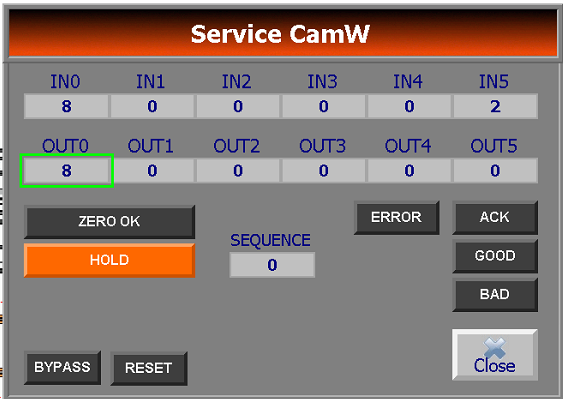 Service CamW
IN0 IN1 IN2 IN3 IN4 IN5
8 0 0 0 0 2
OUT0 OUT1 OUT2 OUT3 OUT4 OUT5
8 0 0 0 0 0
ZERO OK
ERROR
ACK
HOLD
SEQUENCE
0
GOOD
BAD
BYPASS
RESET
Close